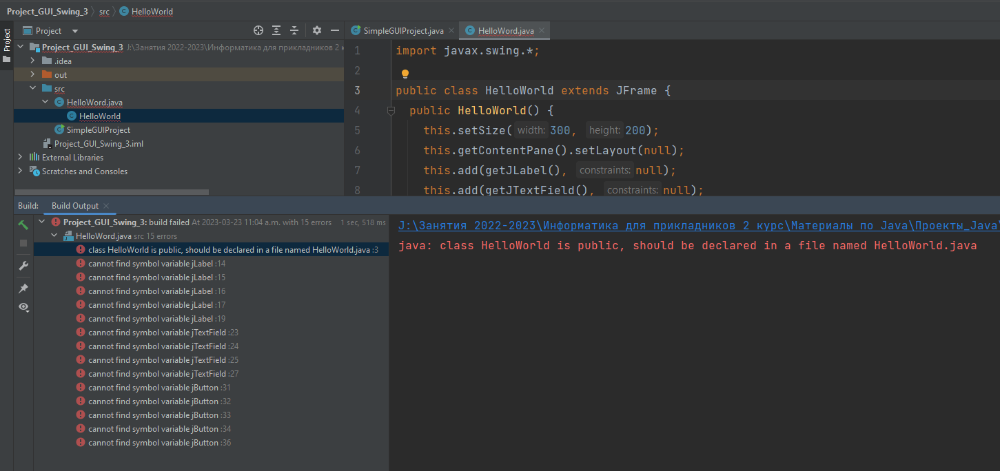 Project_GUI_Swing_3 src HelloWorld
Project
Project
SimpleGUIProject.java HelloWord.java
Project_GUI_Swing_3 J:\Занятия 2022-2023\Информатика для прикладников 2 к
.idea
out
src
HelloWord.java
HelloWorld
SimpleGUIProject
Project_GUI_Swing_3.iml
External Libraries
Scratches and Consoles
1 import javax.swing.*;
2
3 public class HelloWorld extends JFrame {
4 public HelloWorld() {
5 this.setSize( width: 300, height: 200);
6 this.getContentPane().setLayout(null);
7 this.add(getJLabel(), constraints: null);
8 this.add(getJTextField(), constraints: null);
Build: Build Output
Project_GUI_Swing_3: build failed At 2023-03-23 11:04 a.m. with 15 errors 1 sec, 518 ms
HelloWord.java src 15 errors
class HelloWorld is public, should be declared in a file named HelloWorld.java :3
cannot find symbol variable jLabel :14
cannot find symbol variable jLabel :15
cannot find symbol variable jLabel :16
cannot find symbol variable jLabel :17
cannot find symbol variable jLabel :19
cannot find symbol variable jTextField :23
cannot find symbol variable jTextField :24
cannot find symbol variable jTextField :25
cannot find symbol variable jTextField :27
cannot find symbol variable jButton :31
cannot find symbol variable jButton :32
cannot find symbol variable jButton :33
cannot find symbol variable jButton :34
cannot find symbol variable jButton :36
J:\Занятия 2022-2023\Информатика для прикладников 2 курс\Материалы по Java\Проекты_Java\
java: class HelloWorld is public, should be declared in a file named HelloWorld.java